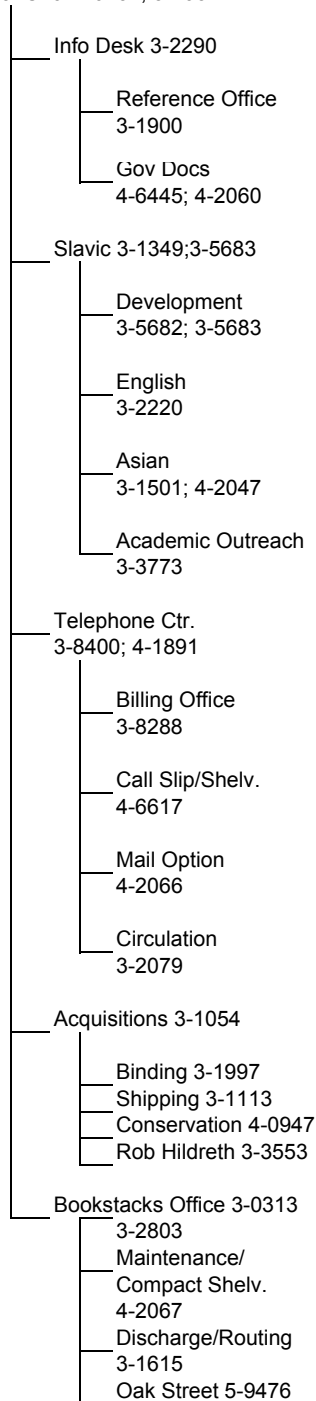 Info Desk 3-2290
Reference Office
3-1900
Gov Docs
4-6445; 4-2060
Slavic 3-1349;3-5683
Development
3-5682; 3-5683
English
3-2220
Asian
3-1501; 4-2047
Academic Outreach
3-3773
Telephone Ctr.
3-8400; 4-1891
Billing Office
3-8288
Call Slip/Shelv.
4-6617
Mail Option
4-2066
Circulation
3-2079
Acquisitions 3-1054
Binding 3-1997
Shipping 3-1113
Conservation 4-0947
Rob Hildreth 3-3553
Bookstacks Office 3-0313
3-2803
Maintenance/
Compact Shelv.
4-2067
Discharge/Routing
3-1615
Oak Street 5-9476